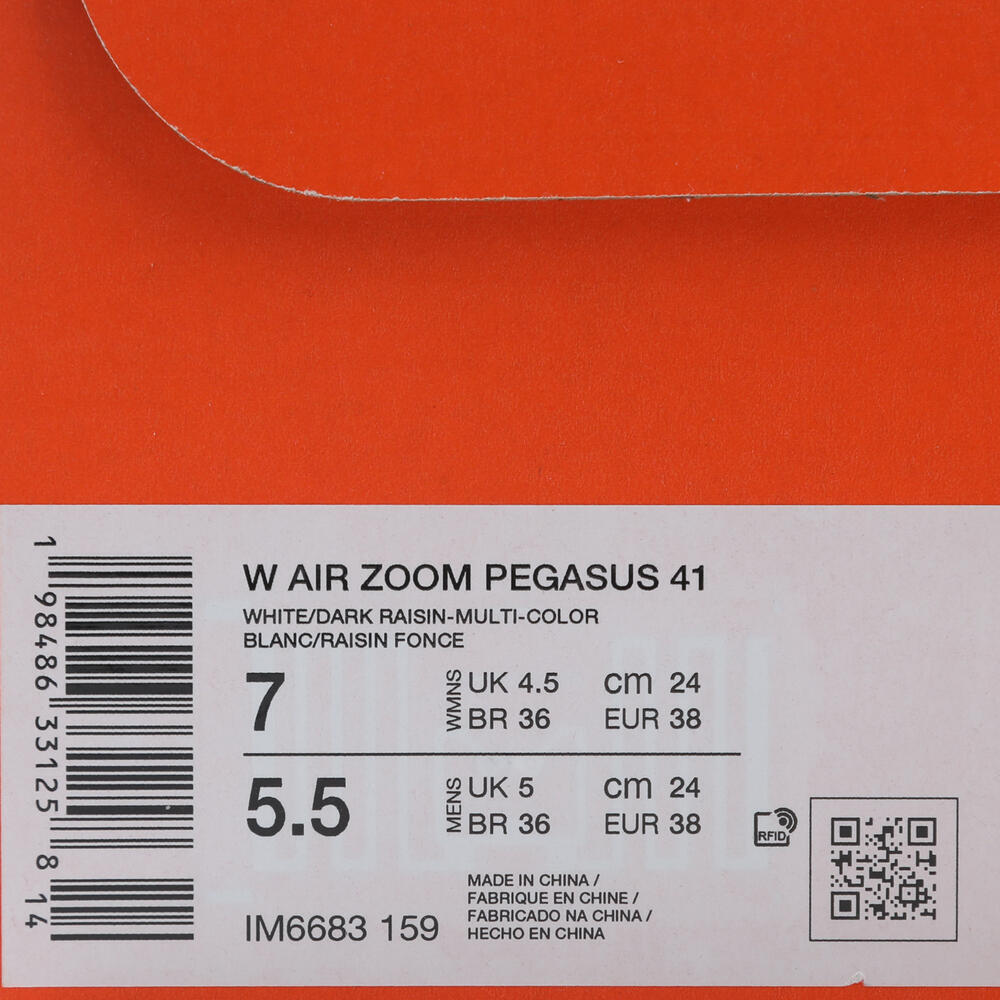 W AIR ZOOM PEGASUS 41
WHITE/DARK RAISIN-MULTI-COLOR
BLANC/RAISIN FONCE
7 WMNS UK 4.5 cm 24
BR 36 EUR 38
5.5 MENS UK 5 cm 24
BR 36 EUR 38
RFID
MADE IN CHINA /
FABRIQUE EN CHINE /
FABRICADO NA CHINA /
HECHO EN CHINA
IM6683 159
1 98486 33125 8 14